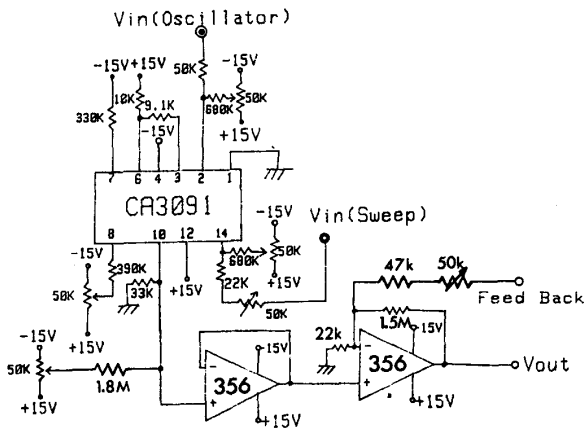 Vin(Oscillator)
-15V +15V
50K
-15V
10K
9.1K
-15V
330K
680K
50K
+15V
7 6 4 3 2 1
CA3091
8 10 12 14
-15V
390K
33K
50K
+15V
+15V
22K
680K
-15V
50K
+15V
50K
Vin(Sweep)
47k
50k
Feed Back
-15V
50K
+15V
1.8M
-
+
356
-15V
+15V
22k
1.5M
-
+
356
-15V
+15V
Vout